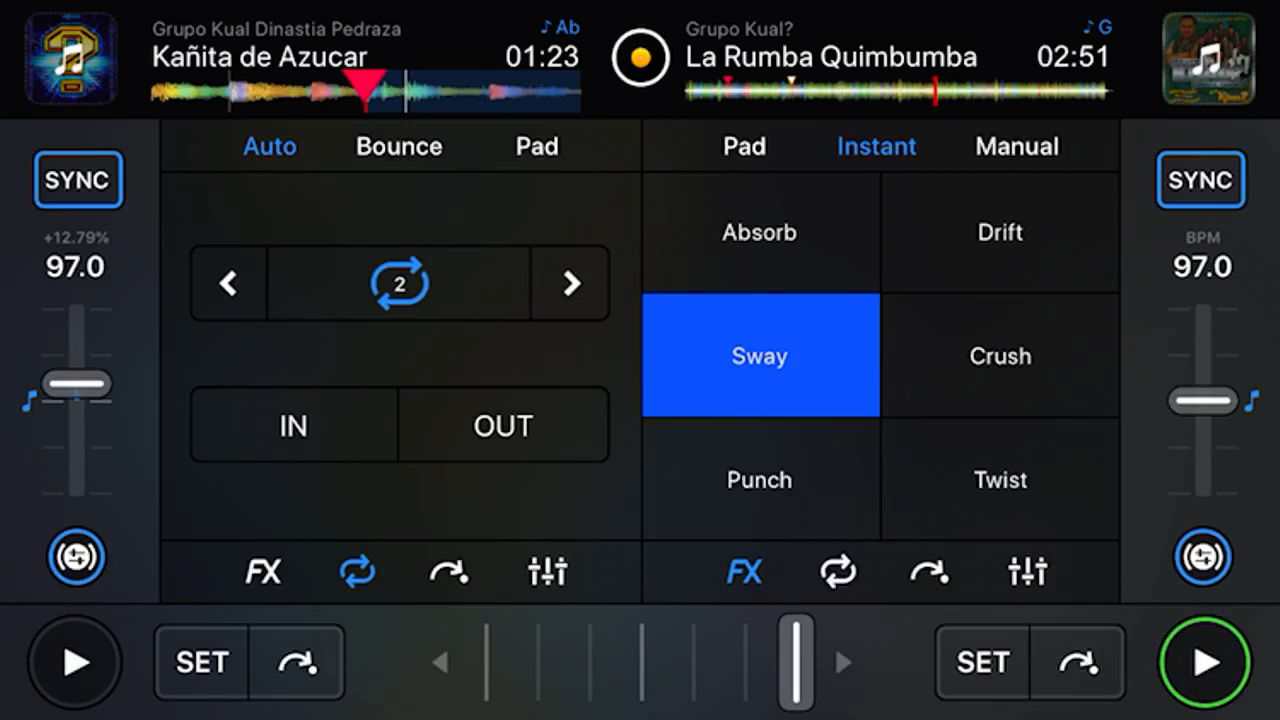 Grupo Kual Dinastia Pedraza
Ab
Kañita de Azucar
01:23
Grupo Kual?
G
La Rumba Quimbumba
02:51
Auto
Bounce
Pad
Pad
Instant
Manual
SYNC
+12.79%
97.0
2
IN
OUT
Absorb
Drift
Sway
Crush
Punch
Twist
SYNC
BPM
97.0
FX
FX
SET
SET